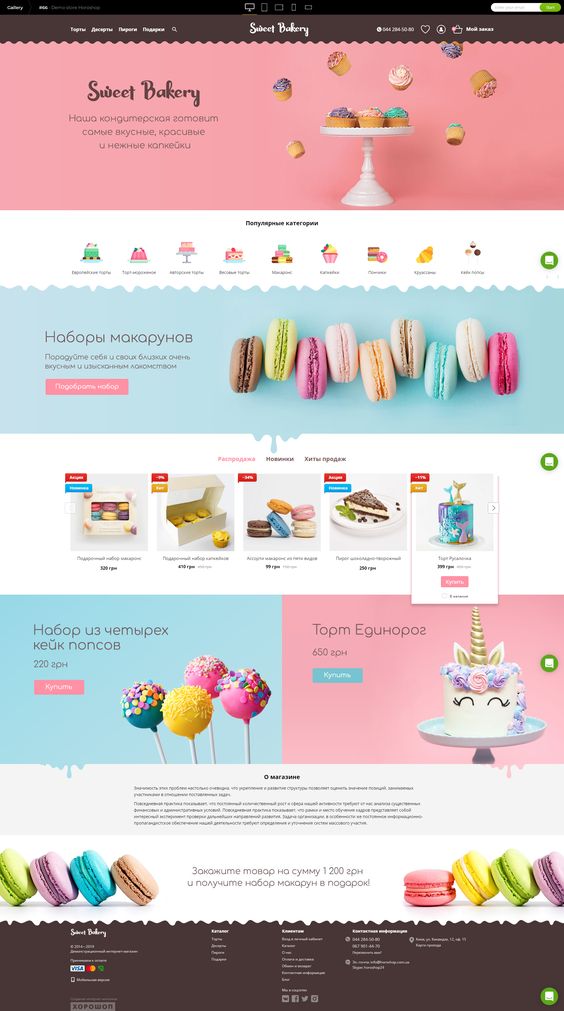 Gallery
#66 - Demo store Horoshop
enter your email
Start
Торты Десерты Пироги Подарки
Sweet Bakery
044 284-50-80
Мой заказ
Sweet Bakery
Наша кондитерская готовит
самые вкусные, красивые
и нежные капкейки
Популярные категории
Европейские торты
Торт-мороженое
Авторские торты
Весовые торты
Макаронс
Капкейки
Пончики
Круассаны
Кейк попсы
Наборы макарунов
Порадуйте себя и своих близких очень
вкусным и изысканным лакомством
Подобрать набор
Распродажа Новинки Хиты продаж
Акция
Новинка
-9%
Хит
-34%
Акция
Новинка
-11%
Хит
Подарочный набор макаронс
320 грн
Подарочный набор капкейков
410 грн
Ассорти макаронс из пяти видов
99 грн
Пирог шоколадно-творожный
250 грн
Торт Русалочка
399 грн
Купить
В желания
Набор из четырех
кейк попсов
220 грн
Купить
Торт Единорог
650 грн
Купить
О магазине
Значимость этих проблем настолько очевидна, что укрепление и развитие структуры позволяет оценить значение позиций, занимаемых
участниками в отношении поставленных задач.
Повседневная практика показывает, что постоянный количественный рост и сфера нашей активности требуют от нас анализа существенных
финансовых и административных условий. Повседневная практика показывает, что рамки и место обучения кадров представляет собой
интересный эксперимент проверки дальнейших направлений развития. Задача организации, в особенности же постоянное информационно-
пропагандистское обеспечение нашей деятельности требуют определения и уточнения систем массового участия.
Закажите товар на сумму 1 200 грн
и получите набор макарун в подарок!
Sweet Bakery
© 2014—2019
Демонстрационный интернет-магазин
Принимаем к оплате
VISA
Мобильная версия
Создание интернет-магазина
ХОРОШОП
Каталог
Торты
Десерты
Пироги
Подарки
Клиентам
Вход в личный кабинет
Каталог
О нас
Оплата и доставка
Обмен и возврат
Контактная информация
Блог
Мы в соцсетях
Контактная информация
044 284-50-80
067 981-44-70
Перезвонить вам?
Эл. почта: info@horoshop.com.ua
Skype: horoshop24
Карта проезда